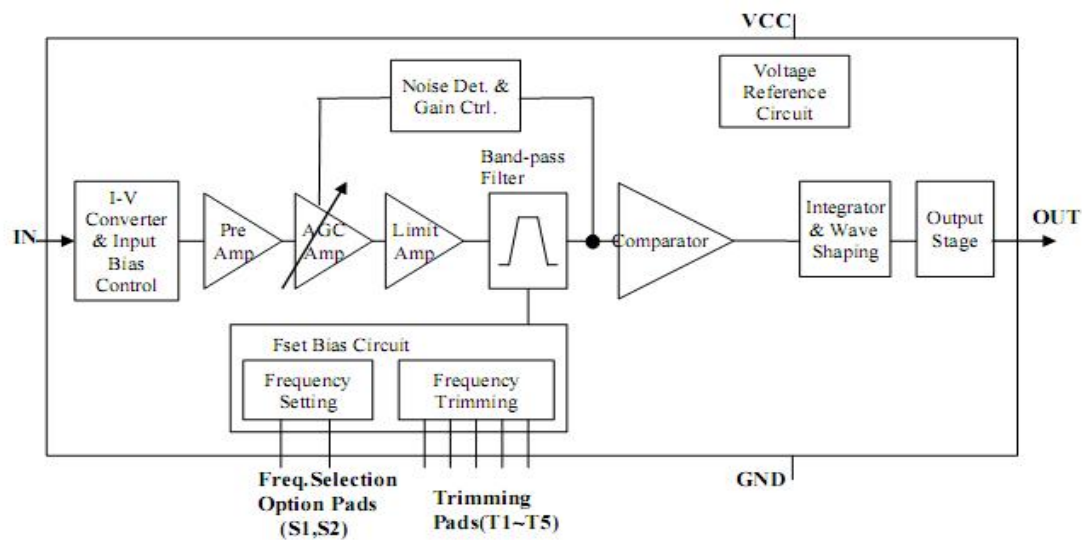 VCC
Noise Det. &
Gain Ctrl.
Voltage
Reference
Circuit
Band-pass
Filter
IN
I-V
Converter
& Input
Bias
Control
Pre
Amp
AGC
Amp
Limit
Amp
Comparator
Integrator
& Wave
Shaping
Output
Stage
OUT
Fset Bias Circuit
Frequency
Setting
Frequency
Trimming
Freq.Selection
Option Pads
(S1,S2)
Trimming
Pads(T1~T5)
GND